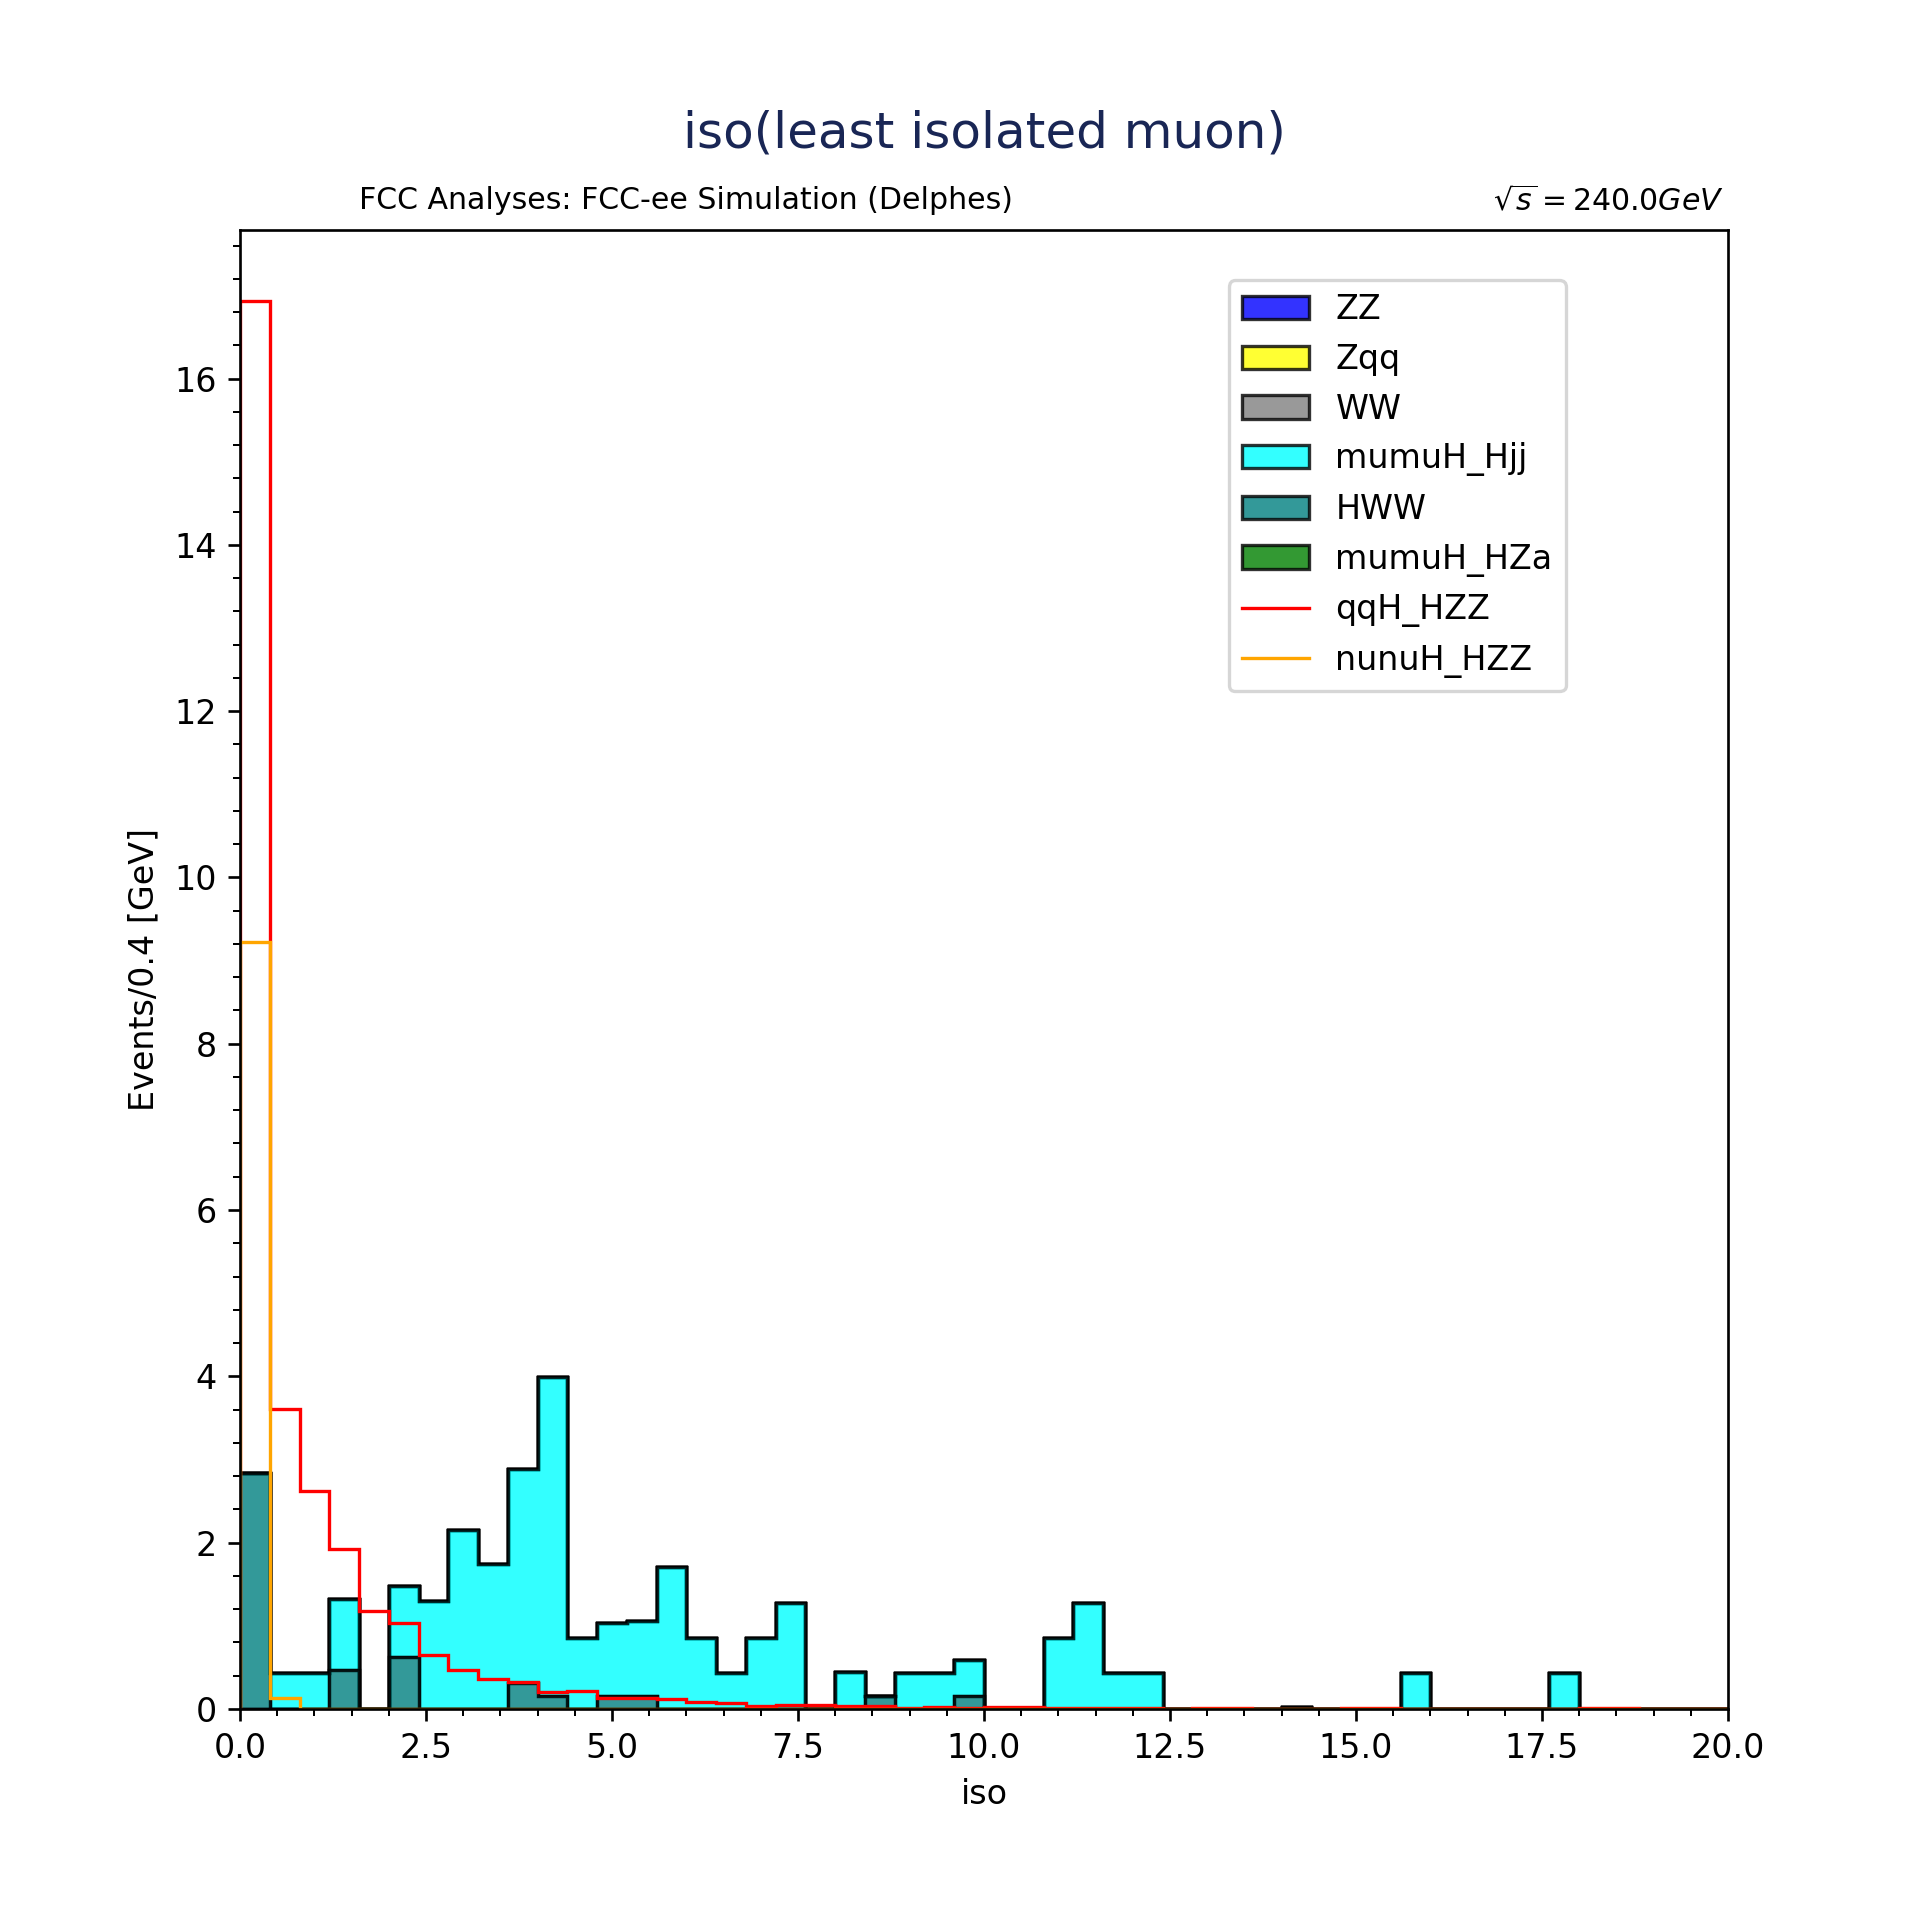 iso(least isolated muon)
FCC Analyses: FCC-ee Simulation (Delphes)
√s = 240.0GeV
ZZ
Zqq
WW
mumuH_Hjj
HWW
mumuH_HZa
qqH_HZZ
nunuH_HZZ
Events/0.4 [GeV]
16
14
12
10
8
6
4
2
0
0.0 2.5 5.0 7.5 10.0 12.5 15.0 17.5 20.0
iso